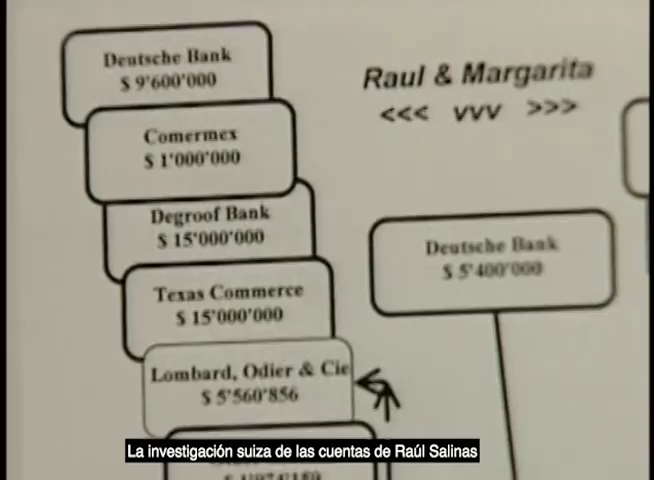 Deutsche Bank
$ 9'600'000
Comermex
$ 1'000'000
Degroof Bank
$ 15'000'000
Texas Commerce
$ 15'000'000
Lombard, Odier & Cie
$ 5'560'856
Raul & Margarita
<<< vvv >>>
Deutsche Bank
$ 5'400'000
La investigación suiza de las cuentas de Raúl Salinas